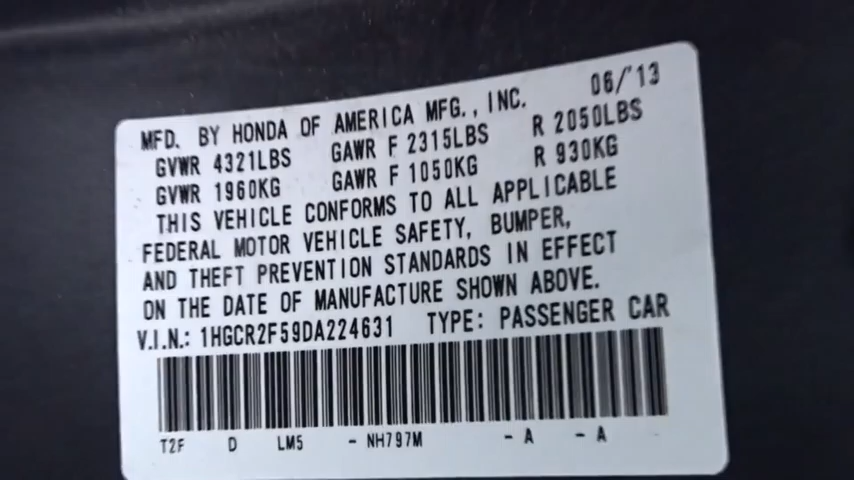 MFD. BY HONDA OF AMERICA MFG., INC. 06/'13
GVWR 4321LBS GAWR F 2315LBS R 2050LBS
GVWR 1960KG GAWR F 1050KG R 930KG
THIS VEHICLE CONFORMS TO ALL APPLICABLE
FEDERAL MOTOR VEHICLE SAFETY, BUMPER,
AND THEFT PREVENTION STANDARDS IN EFFECT
ON THE DATE OF MANUFACTURE SHOWN ABOVE.
V.I.N.: 1HGCR2F59DA224631 TYPE: PASSENGER CAR
T2F D LM5 - NH797M - A - A